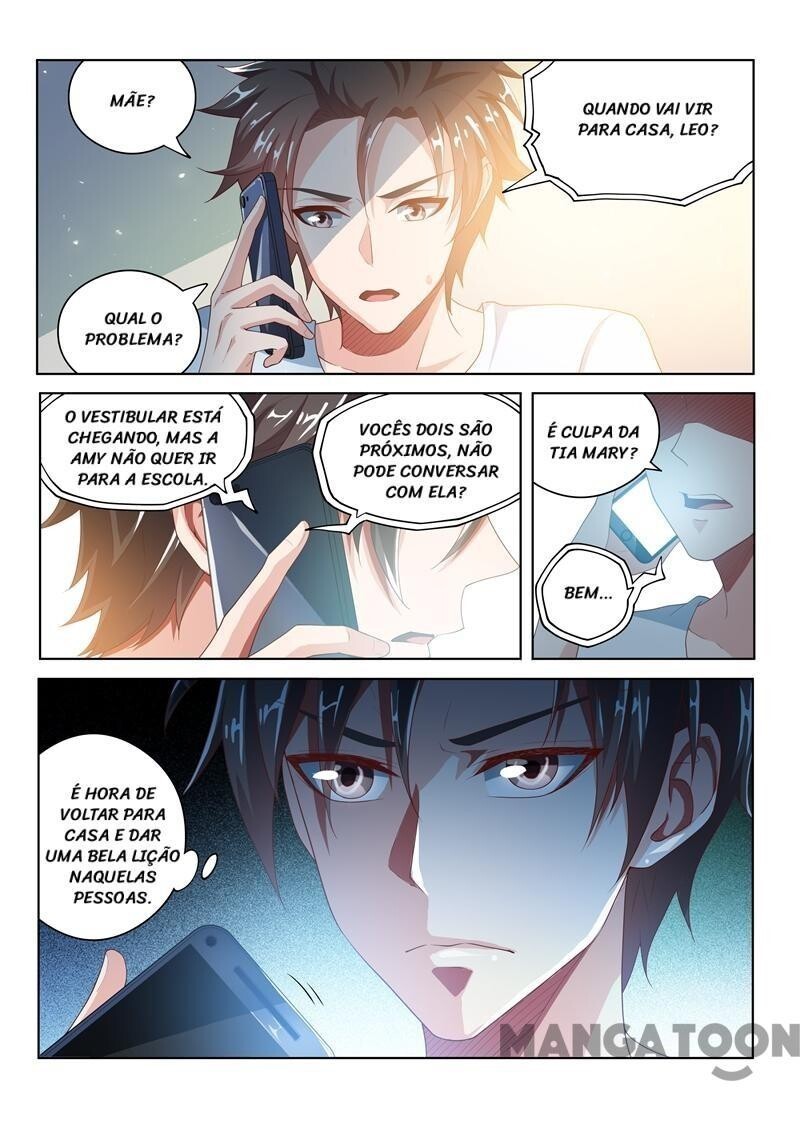 MÃE?
QUANDO VAI VIR
PARA CASA, LEO?
QUAL O
PROBLEMA?
O VESTIBULAR ESTÁ
CHEGANDO, MAS A
AMY NÃO QUER IR
PARA A ESCOLA.
VOCÊS DOIS SÃO
PRÓXIMOS, NÃO
PODE CONVERSAR
COM ELA?
É CULPA DA
TIA MARY?
BEM...
É HORA DE
VOLTAR PARA
CASA E DAR
UMA BELA LIÇÃO
NAQUELAS
PESSOAS.
MANGATOON